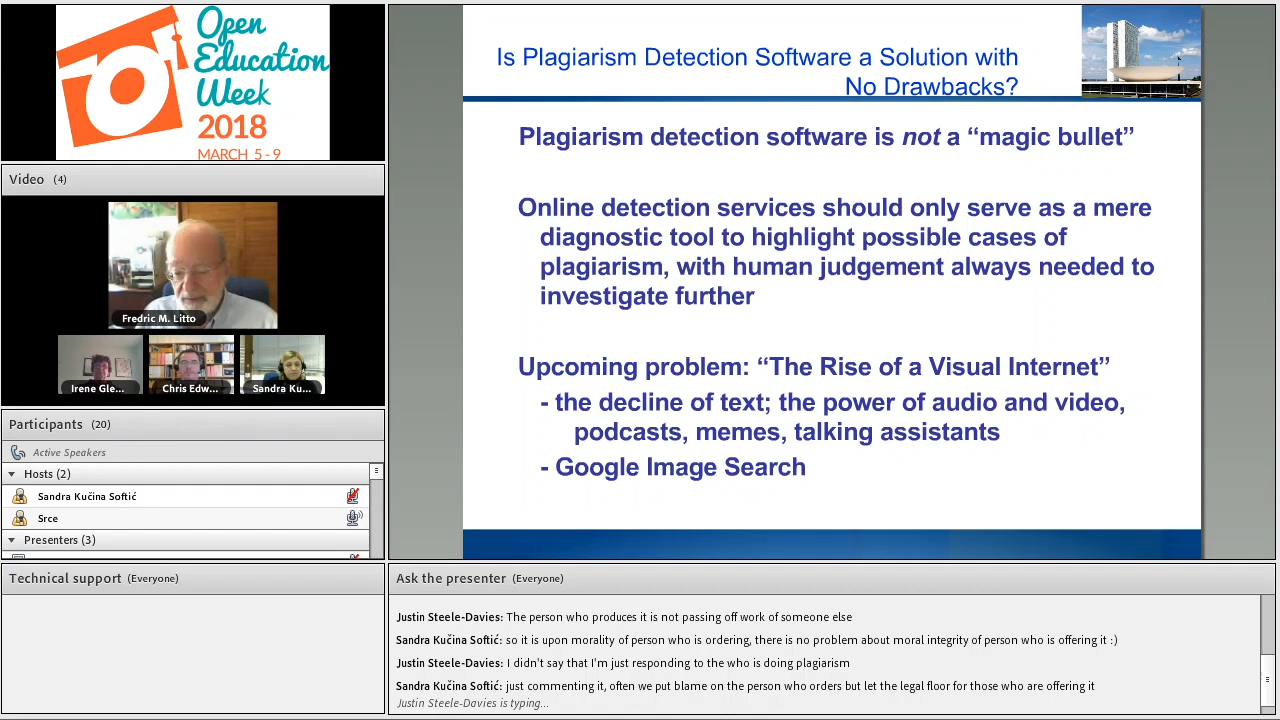 Open
Education
Week
2018
MARCH 5-9
Video (4)
Fredric M. Litto
Irene Gle...
Chris Edw...
Sandra Ku...
Participants (20)
Active Speakers
Hosts (2)
Sandra Kučina Softić
Srce
Presenters (3)
Technical support (Everyone)
Is Plagiarism Detection Software a Solution with
No Drawbacks?
Plagiarism detection software is not a “magic bullet”
Online detection services should only serve as a mere
diagnostic tool to highlight possible cases of
plagiarism, with human judgement always needed to
investigate further
Upcoming problem: “The Rise of a Visual Internet”
- the decline of text; the power of audio and video,
podcasts, memes, talking assistants
- Google Image Search
Ask the presenter (Everyone)
Justin Steele-Davies: The person who produces it is not passing off work of someone else
Sandra Kučina Softić: so it is upon morality of person who is ordering, there is no problem about moral integrity of person who is offering it :)
Justin Steele-Davies: I didn't say that I'm just responding to the who is doing plagiarism
Sandra Kučina Softić: just commenting it, often we put blame on the person who orders but let the legal floor for those who are offering it
Justin Steele-Davies is typing...